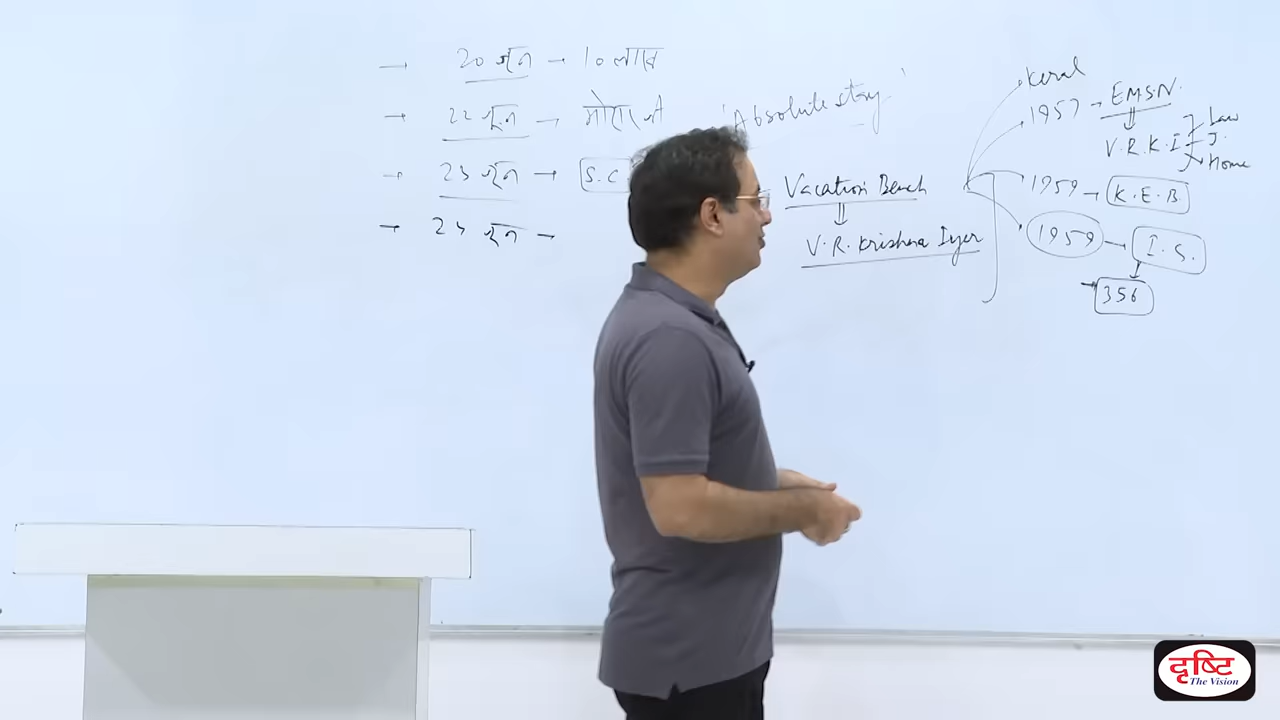 → 20 जून → 10 लाख
→ 22 जून →
'Absolute stay'
→ 23 जून → S.C
Vacation Bench
⇓
V. R. Krishna Iyer
→ 24 जून →
Keral
1957 → EMSN.
⇓
V. R. K. I
Law
J.
Home
1959 → K. E. B.
1959 → I. S.
→ 356
दृष्टि
The Vision